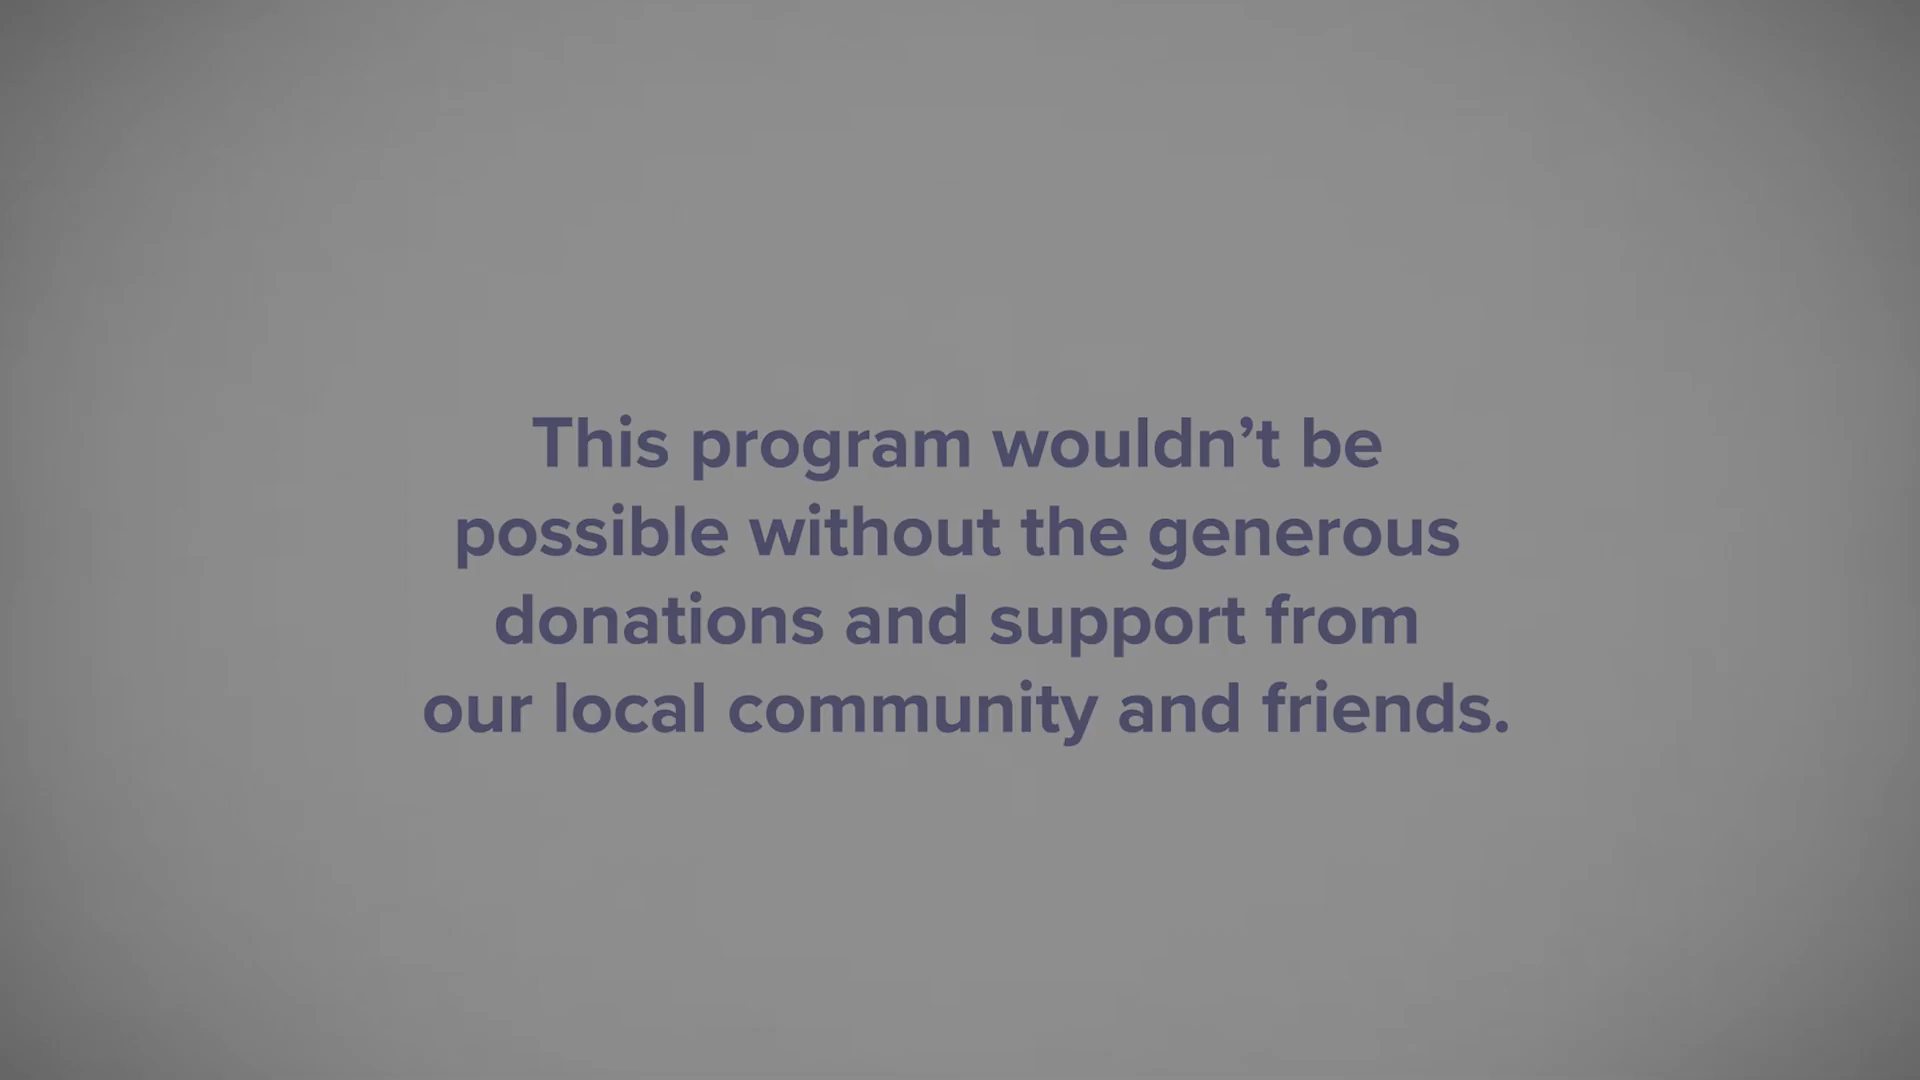 This program wouldn’t be
possible without the generous
donations and support from
our local community and friends.